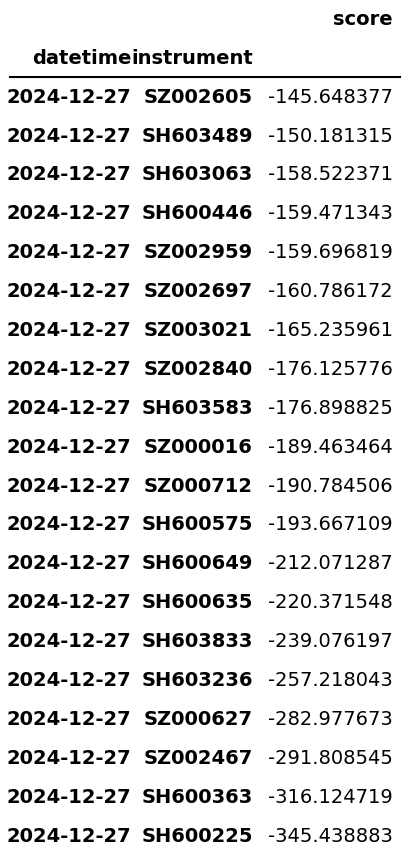 score
datetime instrument
2024-12-27 SZ002605 -145.648377
2024-12-27 SH603489 -150.181315
2024-12-27 SH603063 -158.522371
2024-12-27 SH600446 -159.471343
2024-12-27 SZ002959 -159.696819
2024-12-27 SZ002697 -160.786172
2024-12-27 SZ003021 -165.235961
2024-12-27 SZ002840 -176.125776
2024-12-27 SH603583 -176.898825
2024-12-27 SZ000016 -189.463464
2024-12-27 SZ000712 -190.784506
2024-12-27 SH600575 -193.667109
2024-12-27 SH600649 -212.071287
2024-12-27 SH600635 -220.371548
2024-12-27 SH603833 -239.076197
2024-12-27 SH603236 -257.218043
2024-12-27 SZ000627 -282.977673
2024-12-27 SZ002467 -291.808545
2024-12-27 SH600363 -316.124719
2024-12-27 SH600225 -345.438883